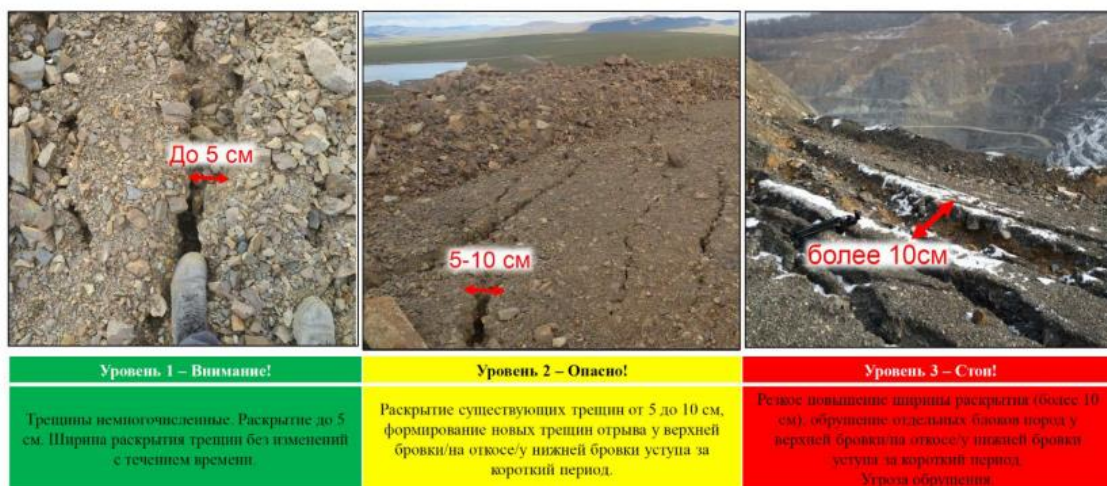 До 5 см
5-10 см
более 10см
Уровень 1 – Внимание!
Трещины немногочисленные. Раскрытие до 5
см. Ширина раскрытия трещин без изменений
с течением времени.
Уровень 2 – Опасно!
Раскрытие существующих трещин от 5 до 10 см,
формирование новых трещин отрыва у верхней
бровки/на откосе/у нижней бровки уступа за
короткий период.
Уровень 3 – Стоп!
Резкое повышение ширины раскрытия (более 10
см), обрушение отдельных блоков пород у
верхней бровки/на откосе/у нижней бровки
уступа за короткий период.
Угроза обрушения.